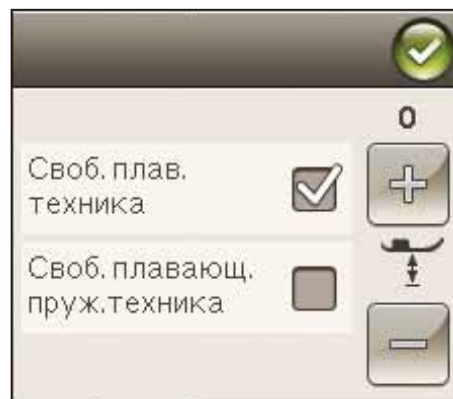 0
Своб. плав.
техника
Своб. плавающ.
пруж.техника